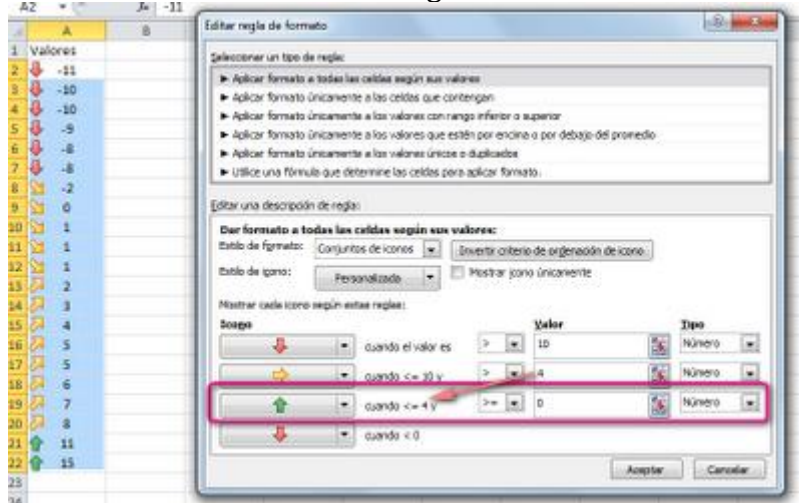 A2 fx -11
A B
1 Valores
2 -11
3 -10
4 -10
5 -9
6 -8
7 -8
8 -2
9 0
10 1
11 1
12 1
13 2
14 3
15 4
16 5
17 5
18 6
19 7
20 8
21 11
22 15
23
24
Editar regla de formato
Seleccionar un tipo de regla:
► Aplicar formato a todas las celdas según sus valores
► Aplicar formato únicamente a las celdas que contengan
► Aplicar formato únicamente a los valores con rango inferior o superior
► Aplicar formato únicamente a los valores que estén por encima o por debajo del promedio
► Aplicar formato únicamente a los valores únicos o duplicados
► Utilice una fórmula que determine las celdas para aplicar formato.
Editar una descripción de regla:
Dar formato a todas las celdas según sus valores:
Estilo de formato: Conjuntos de iconos Invertir criterio de ordenación de icono
Estilo de icono: Personalizado Mostrar icono únicamente
Mostrar cada icono según estas reglas:
Icono Valor Tipo
cuando el valor es > 10 Número
cuando <= 10 y > 4 Número
cuando <= 4 y >= 0 Número
cuando < 0
Aceptar Cancelar